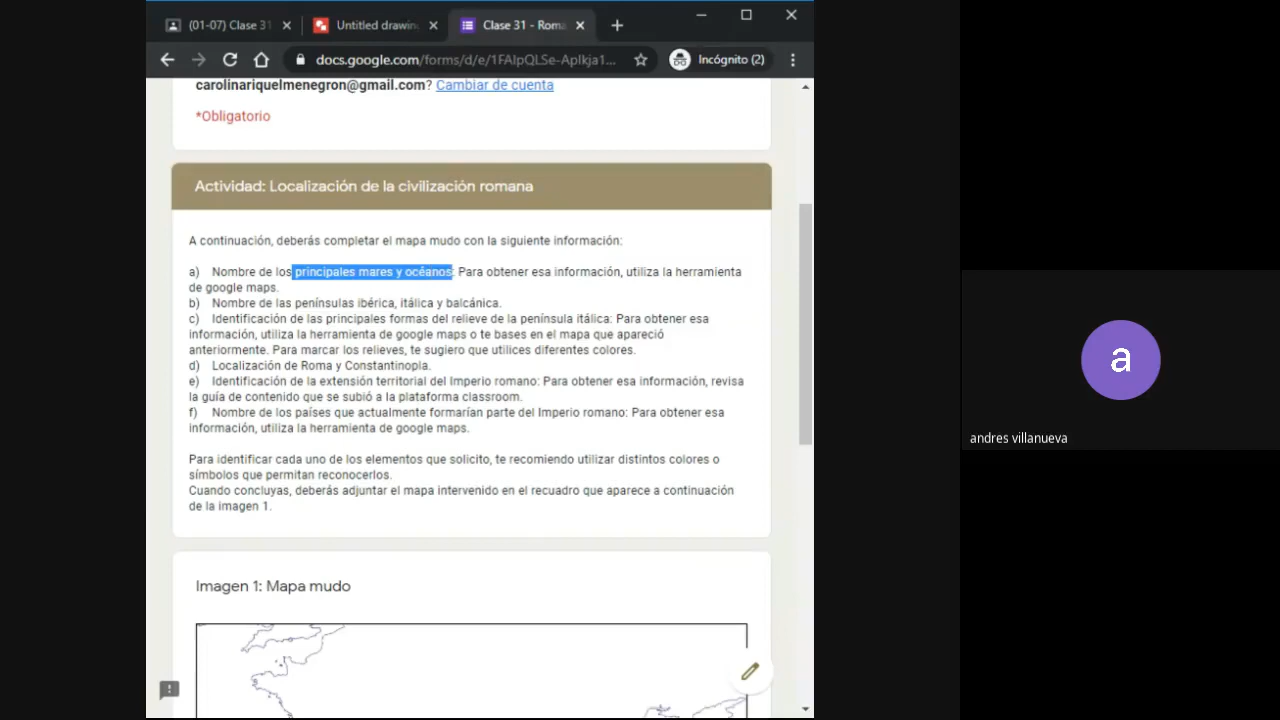 (01-07) Clase 31
Untitled drawin
Clase 31 - Roma
docs.google.com/forms/d/e/1FAIpQLSe-Aplkja1...
Incógnito (2)
carolinariquelmenegron@gmail.com? Cambiar de cuenta
*Obligatorio
Actividad: Localización de la civilización romana
A continuación, deberás completar el mapa mudo con la siguiente información:
a) Nombre de los principales mares y océanos: Para obtener esa información, utiliza la herramienta
de google maps.
b) Nombre de las penínsulas ibérica, itálica y balcánica.
c) Identificación de las principales formas del relieve de la península itálica: Para obtener esa
información, utiliza la herramienta de google maps o te bases en el mapa que apareció
anteriormente. Para marcar los relieves, te sugiero que utilices diferentes colores.
d) Localización de Roma y Constantinopla.
e) Identificación de la extensión territorial del Imperio romano: Para obtener esa información, revisa
la guía de contenido que se subió a la plataforma classroom.
f) Nombre de los países que actualmente formarían parte del Imperio romano: Para obtener esa
información, utiliza la herramienta de google maps.
Para identificar cada uno de los elementos que solicito, te recomiendo utilizar distintos colores o
símbolos que permitan reconocerlos.
Cuando concluyas, deberás adjuntar el mapa intervenido en el recuadro que aparece a continuación
de la imagen 1.
Imagen 1: Mapa mudo
a
andres villanueva